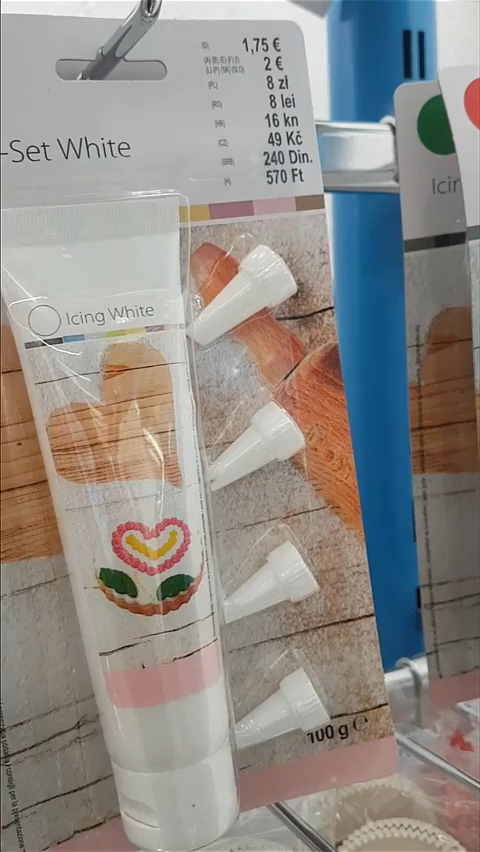 (D) 1,75 €
(A) (B) (E) (F) (I)
(L) (P) (SK) (SLO) 2 €
(PL) 8 zł
(RO) 8 lei
(HR) 16 kn
(CZ) 49 Kč
(SRB) 240 Din.
(H) 570 Ft
-Set White
Icing White
100 g ℮
Icin